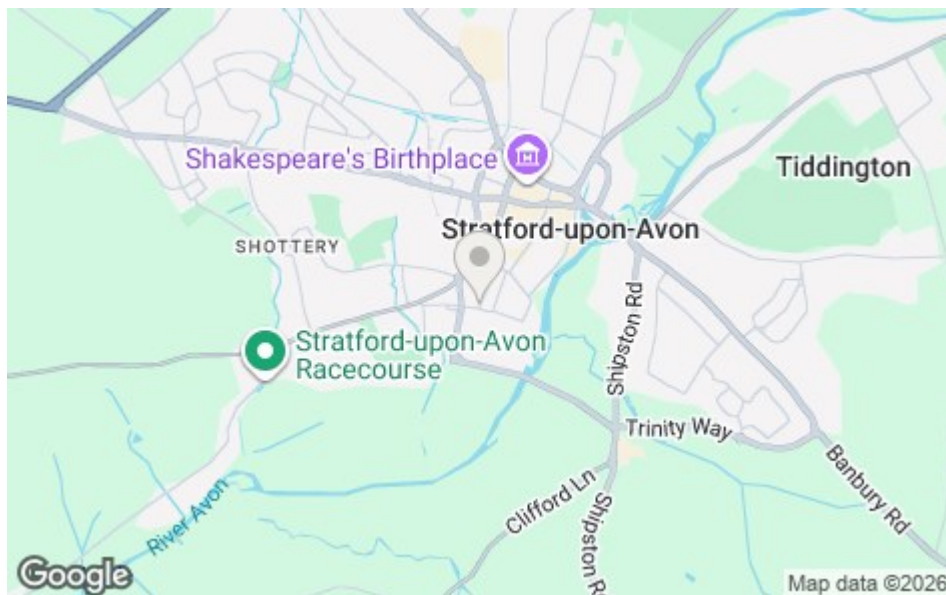 Shakespeare's Birthplace
Tiddington
Stratford-upon-Avon
SHOTTERY
Shipston Rd
Stratford-upon-Avon
Racecourse
Trinity Way
Banbury Rd
Clifford Ln
River Avon
Shipston R
Google
Map data ©2026